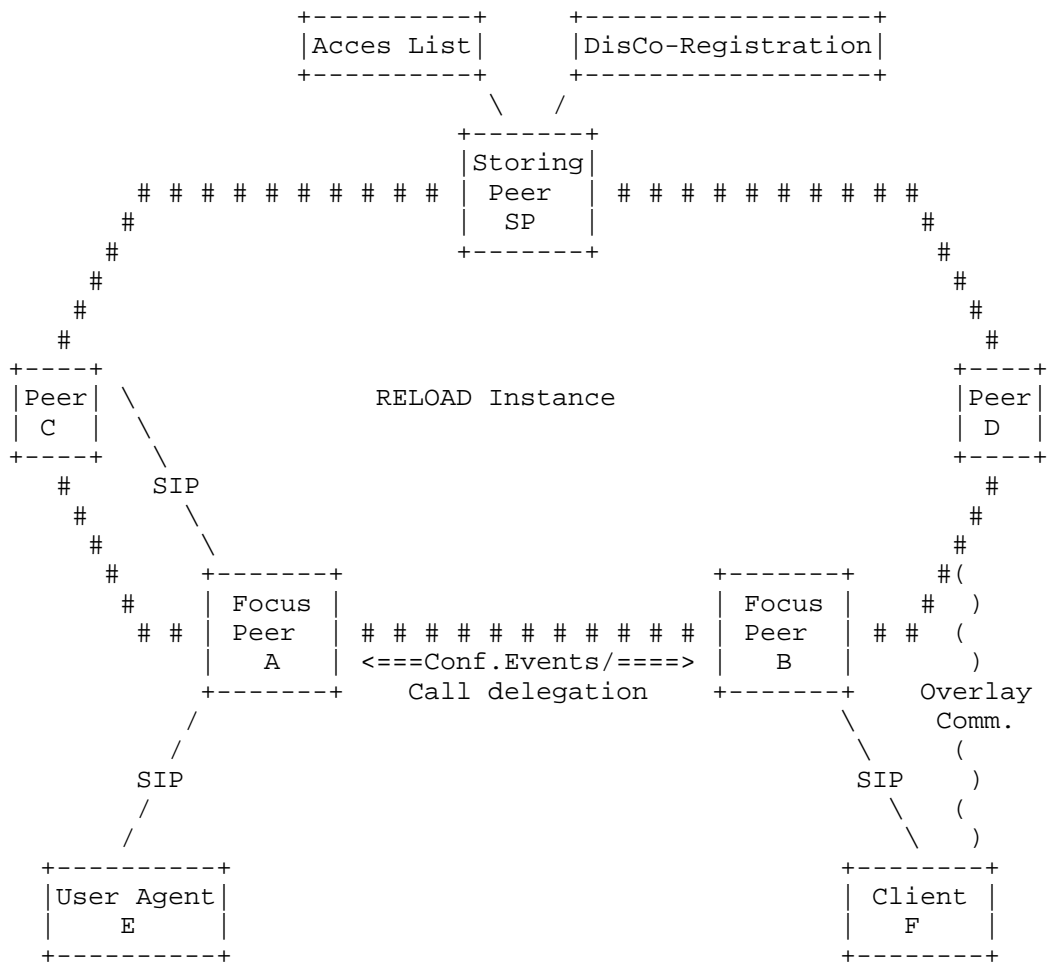 Acces List DisCo-Registration
Storing
Peer
SP
Peer RELOAD Instance Peer
C D
SIP
Focus Focus
Peer Peer
A <===Conf.Events/====> B
Call delegation Overlay
Comm.
SIP SIP
User Agent Client
E F